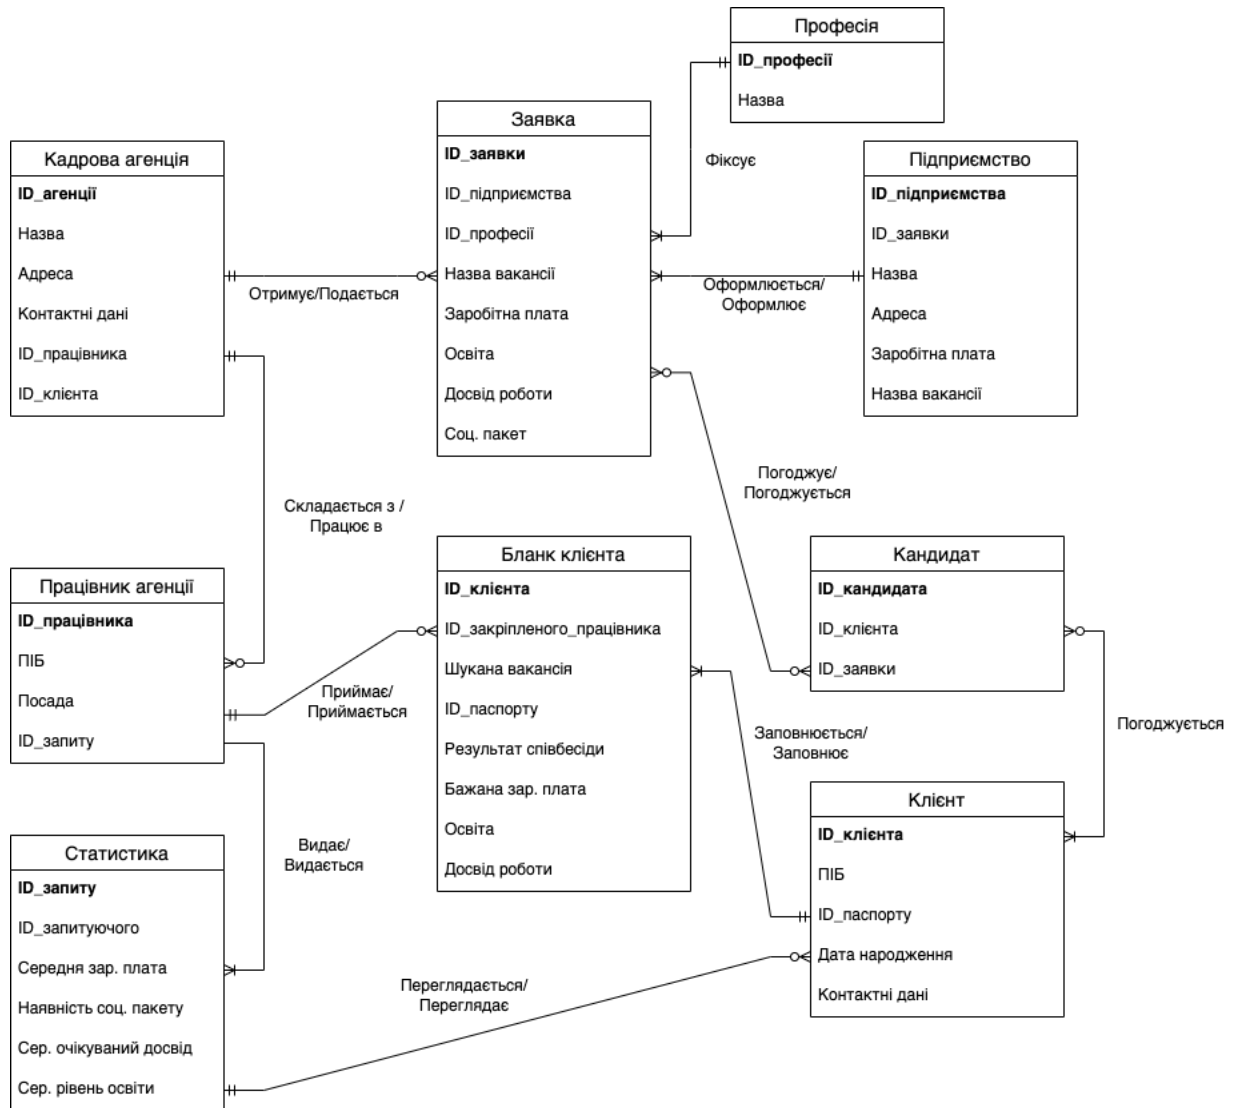 Професія
ID_професії
Назва
Заявка
ID_заявки
ID_підприємства
ID_професії
Назва вакансії
Заробітна плата
Освіта
Досвід роботи
Соц. пакет
Фіксує
Кадрова агенція
ID_агенції
Назва
Адреса
Контактні дані
ID_працівника
ID_клієнта
Підприємство
ID_підприємства
ID_заявки
Назва
Адреса
Заробітна плата
Назва вакансії
Отримує/Подається
Оформлюється/
Оформлює
Погоджує/
Погоджується
Складається з /
Працює в
Працівник агенції
ID_працівника
ПІБ
Посада
ID_запиту
Бланк клієнта
ID_клієнта
ID_закріпленого_працівника
Шукана вакансія
ID_паспорту
Результат співбесіди
Бажана зар. плата
Освіта
Досвід роботи
Кандидат
ID_кандидата
ID_клієнта
ID_заявки
Приймає/
Приймається
Заповнюється/
Заповнює
Погоджується
Клієнт
ID_клієнта
ПІБ
ID_паспорту
Дата народження
Контактні дані
Видає/
Видається
Статистика
ID_запиту
ID_запитуючого
Середня зар. плата
Наявність соц. пакету
Сер. очікуваний досвід
Сер. рівень освіти
Переглядається/
Переглядає